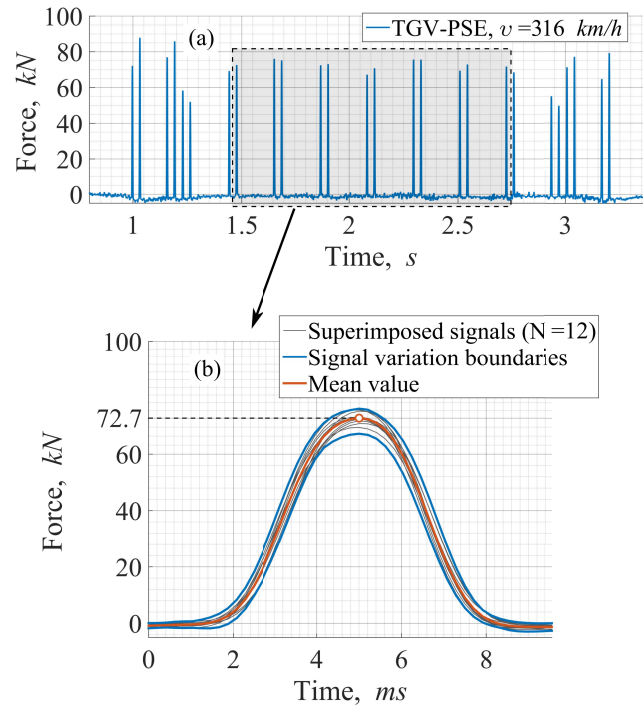 (a)
TGV-PSE, υ =316 km/h
100
80
60
40
20
0
Force, kN
1
1.5
2
2.5
3
Time, s
(b)
Superimposed signals (N =12)
Signal variation boundaries
Mean value
100
72.7
60
40
20
0
Force, kN
0
2
4
6
8
Time, ms